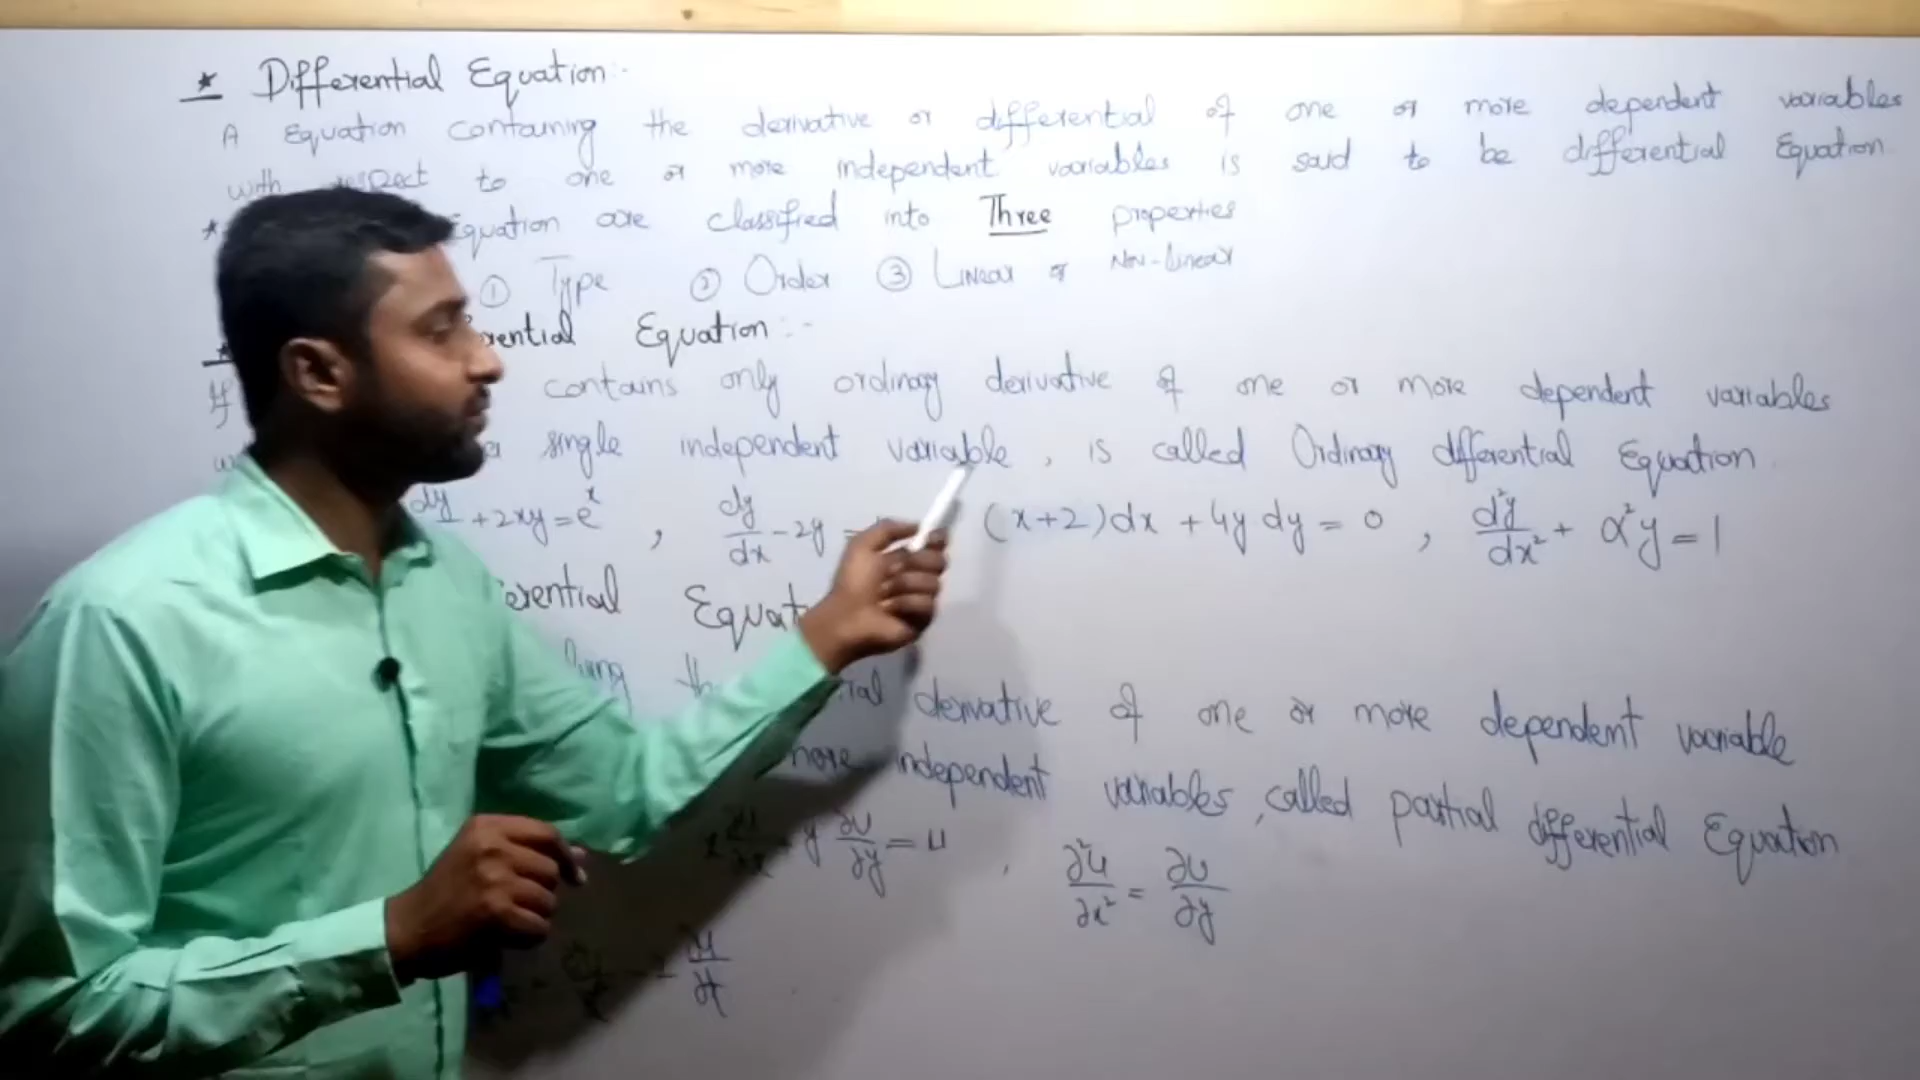 * Differential Equation:-
A Equation containing the derivative or differential of one or more dependent variables
with respect to one or more independent variables is said to be differential Equation
* Equation are classified into Three properties
① Type ② Order ③ Linear or Non-linear
rential Equation:-
If contains only ordinary derivative of one or more dependent variables
a single independent variable, is called Ordinary differential Equation
dy/ +2xy=e^x , dy/dx -2y = (x+2)dx + 4y dy = 0 , d²y/dx² + α²y = 1
erential Equat
derivative of one or more dependent variable
more independent variables, called partial differential Equation
y ∂u/∂y = u , ∂²u/∂x² = ∂u/∂y